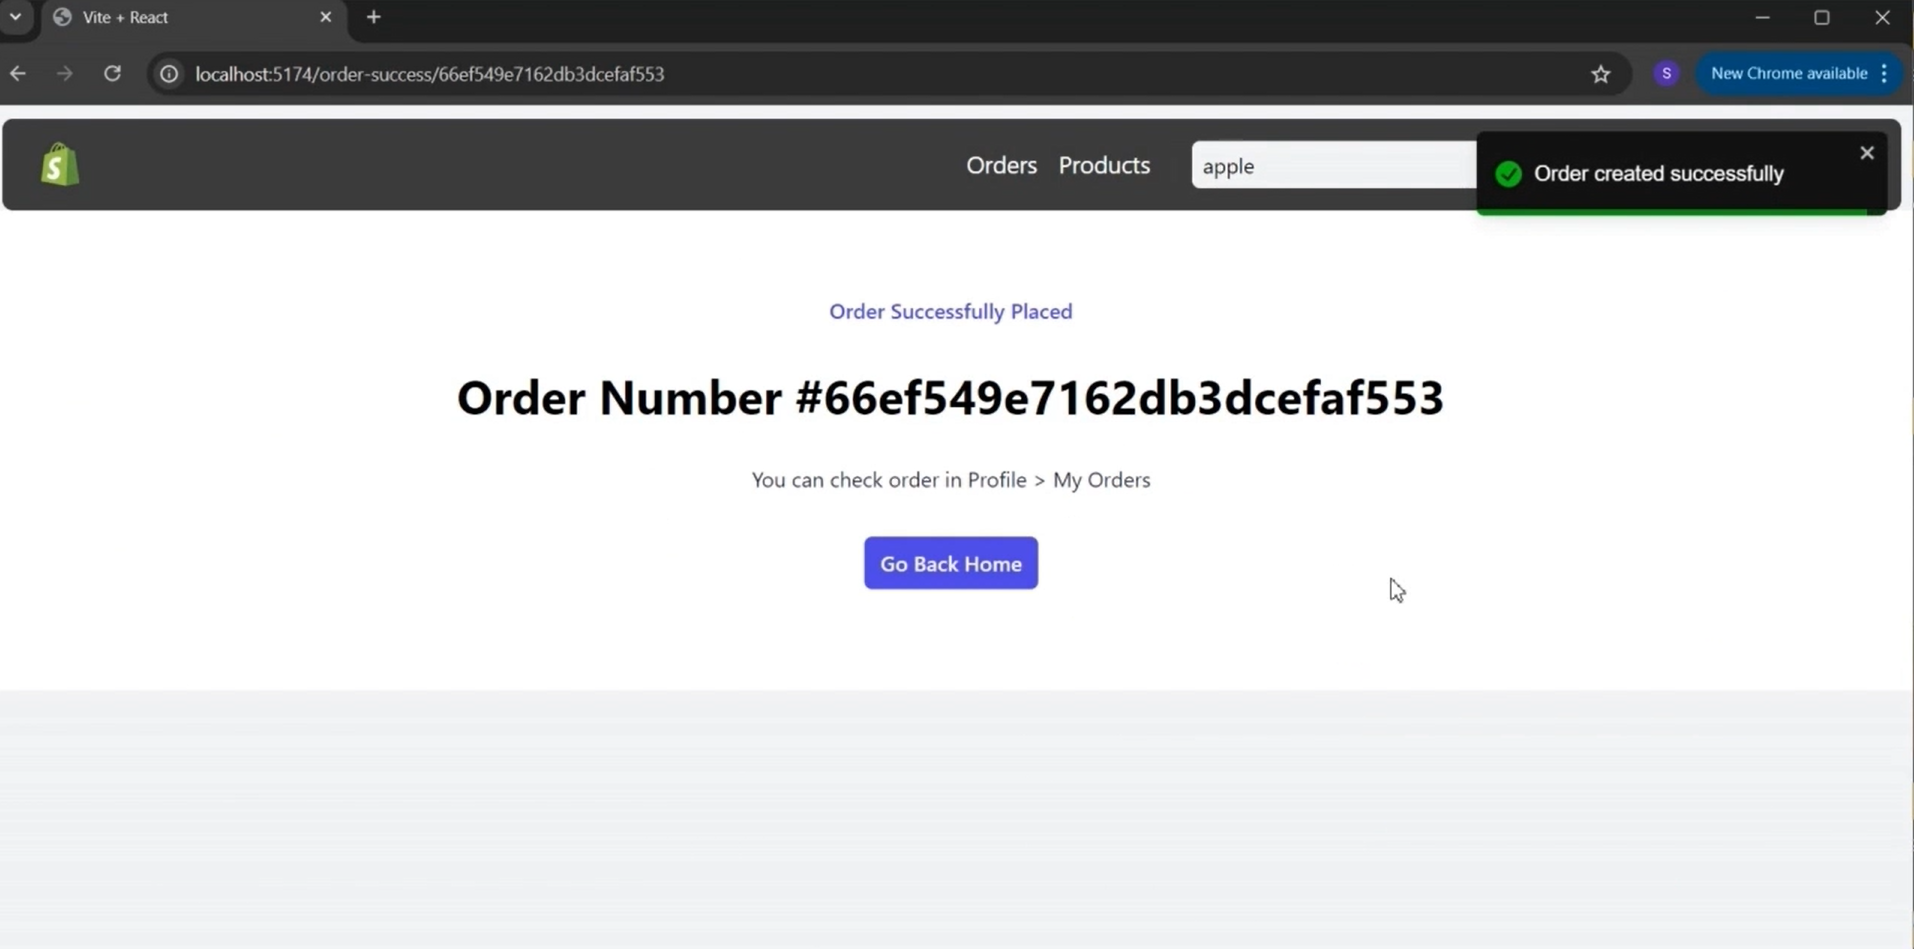 Vite + React
localhost:5174/order-success/66ef549e7162db3dcefaf553
S
New Chrome available
S
Orders
Products
apple
Order created successfully
Order Successfully Placed
Order Number #66ef549e7162db3dcefaf553
You can check order in Profile > My Orders
Go Back Home